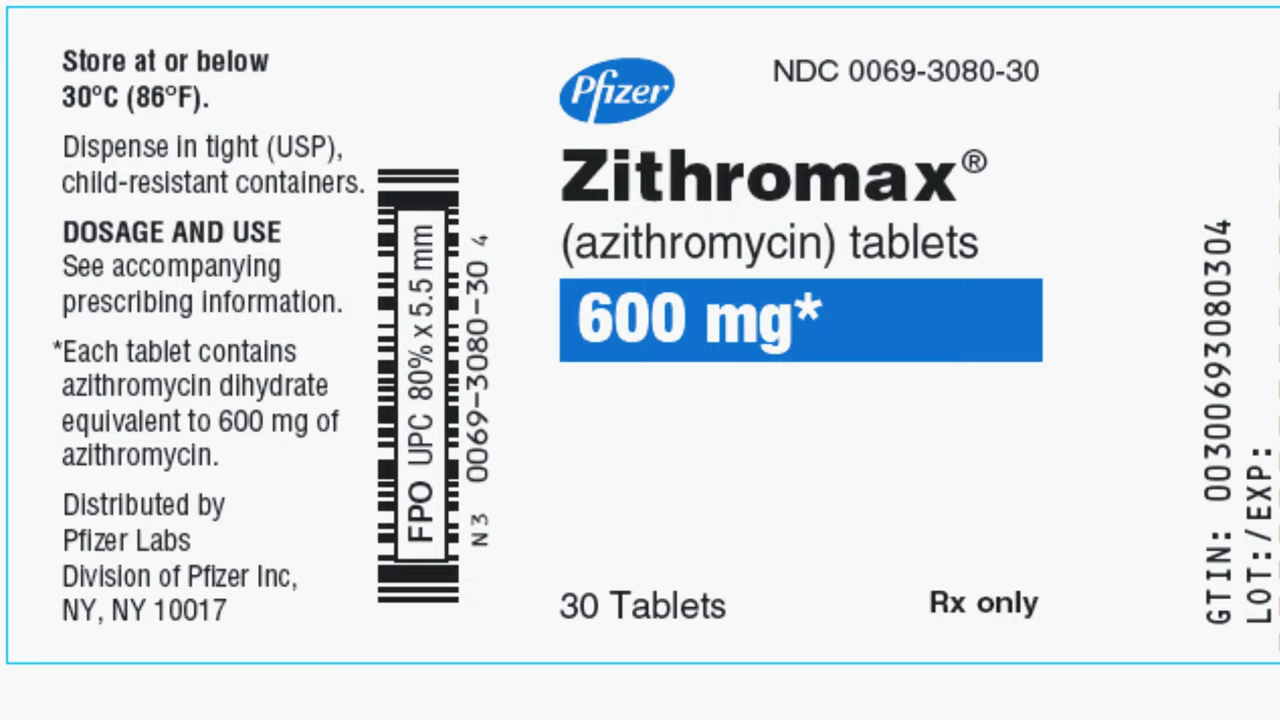 Store at or below
30°C (86°F).
Dispense in tight (USP),
child-resistant containers.
DOSAGE AND USE
See accompanying
prescribing information.
*Each tablet contains
azithromycin dihydrate
equivalent to 600 mg of
azithromycin.
Distributed by
Pfizer Labs
Division of Pfizer Inc,
NY, NY 10017
FPO UPC 80% x 5.5 mm
N3 0069-3080-30 4
Pfizer
NDC 0069-3080-30
Zithromax®
(azithromycin) tablets
600 mg*
30 Tablets
Rx only
GTIN: 00300693080304
LOT:/EXP: